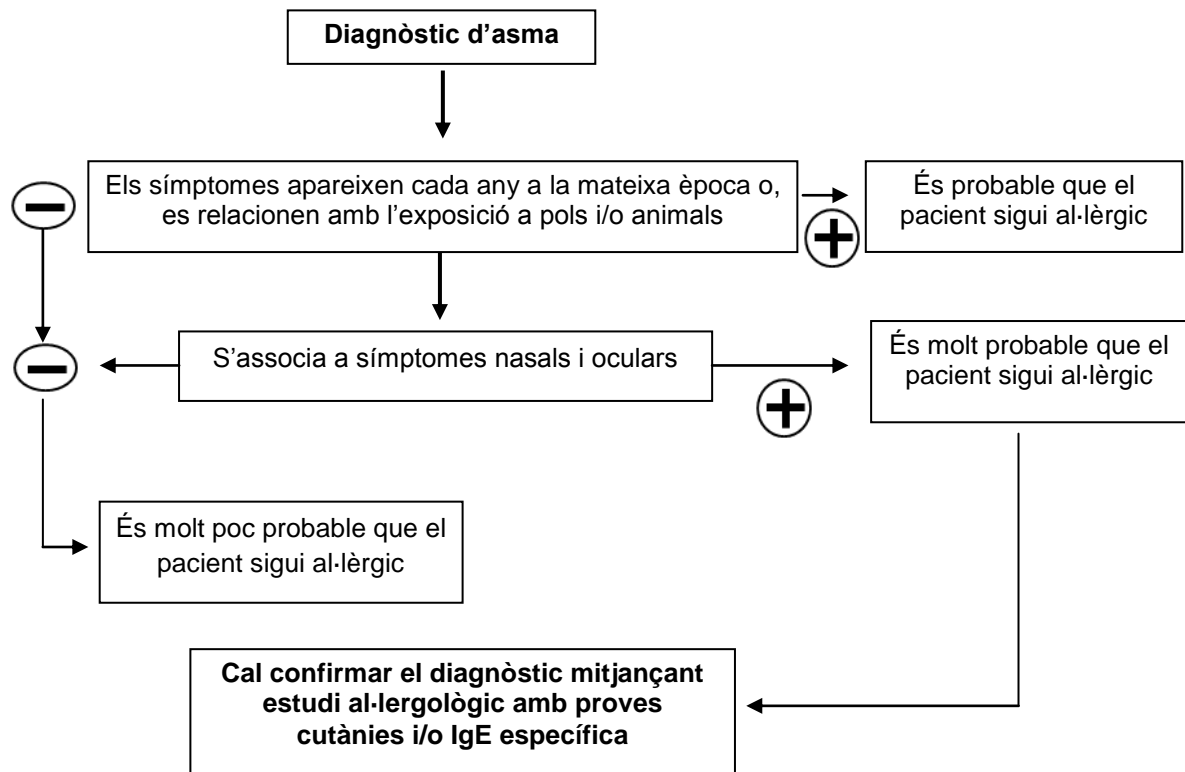 Diagnòstic d'asma
Els símptomes apareixen cada any a la mateixa època o,
es relacionen amb l'exposició a pols i/o animals
És probable que el
pacient sigui al·lèrgic
S'associa a símptomes nasals i oculars
És molt probable que el
pacient sigui al·lèrgic
És molt poc probable que el
pacient sigui al·lèrgic
Cal confirmar el diagnòstic mitjançant
estudi al·lergològic amb proves
cutànies i/o IgE específica